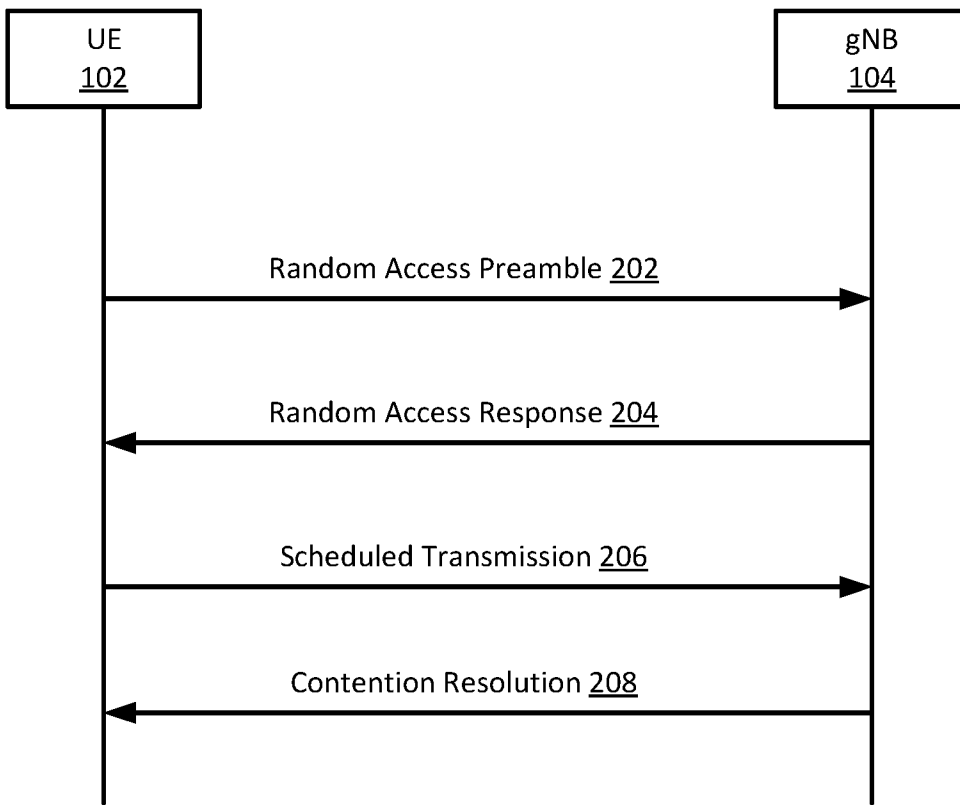 UE
102
gNB
104
Random Access Preamble 202
Random Access Response 204
Scheduled Transmission 206
Contention Resolution 208